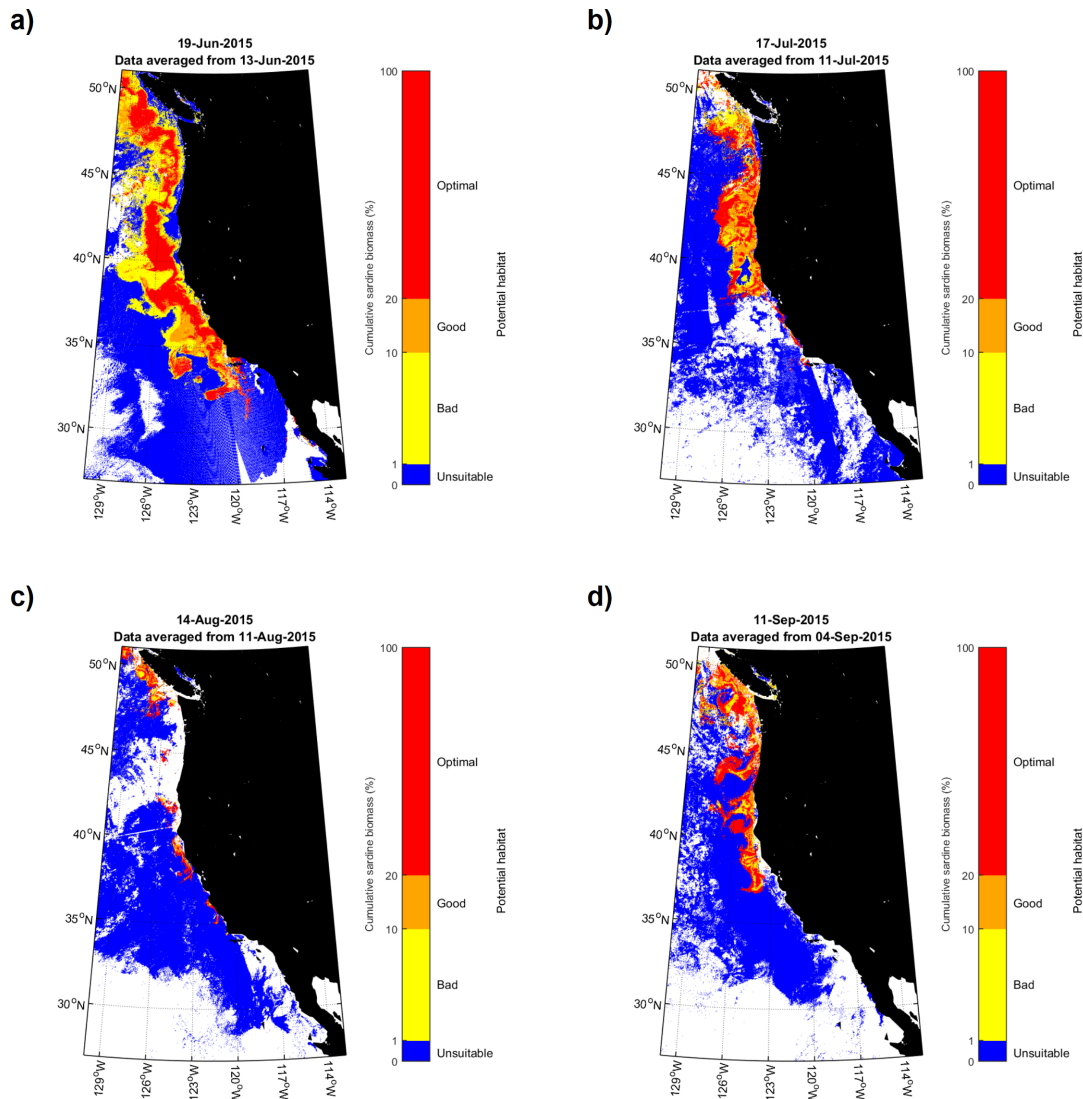 a)
19-Jun-2015
Data averaged from 13-Jun-2015
50°N
45°N
40°N
35°N
30°N
129°W
126°W
123°W
120°W
117°W
114°W
100
20
10
1
0
Cumulative sardine biomass (%)
Optimal
Good
Bad
Unsuitable
Potential habitat
b)
17-Jul-2015
Data averaged from 11-Jul-2015
50°N
45°N
40°N
35°N
30°N
129°W
126°W
123°W
120°W
117°W
114°W
100
20
10
1
0
Cumulative sardine biomass (%)
Optimal
Good
Bad
Unsuitable
Potential habitat
c)
14-Aug-2015
Data averaged from 11-Aug-2015
50°N
45°N
40°N
35°N
30°N
129°W
126°W
123°W
120°W
117°W
114°W
100
20
10
1
0
Cumulative sardine biomass (%)
Optimal
Good
Bad
Unsuitable
Potential habitat
d)
11-Sep-2015
Data averaged from 04-Sep-2015
50°N
45°N
40°N
35°N
30°N
129°W
126°W
123°W
120°W
117°W
114°W
100
20
10
1
0
Cumulative sardine biomass (%)
Optimal
Good
Bad
Unsuitable
Potential habitat